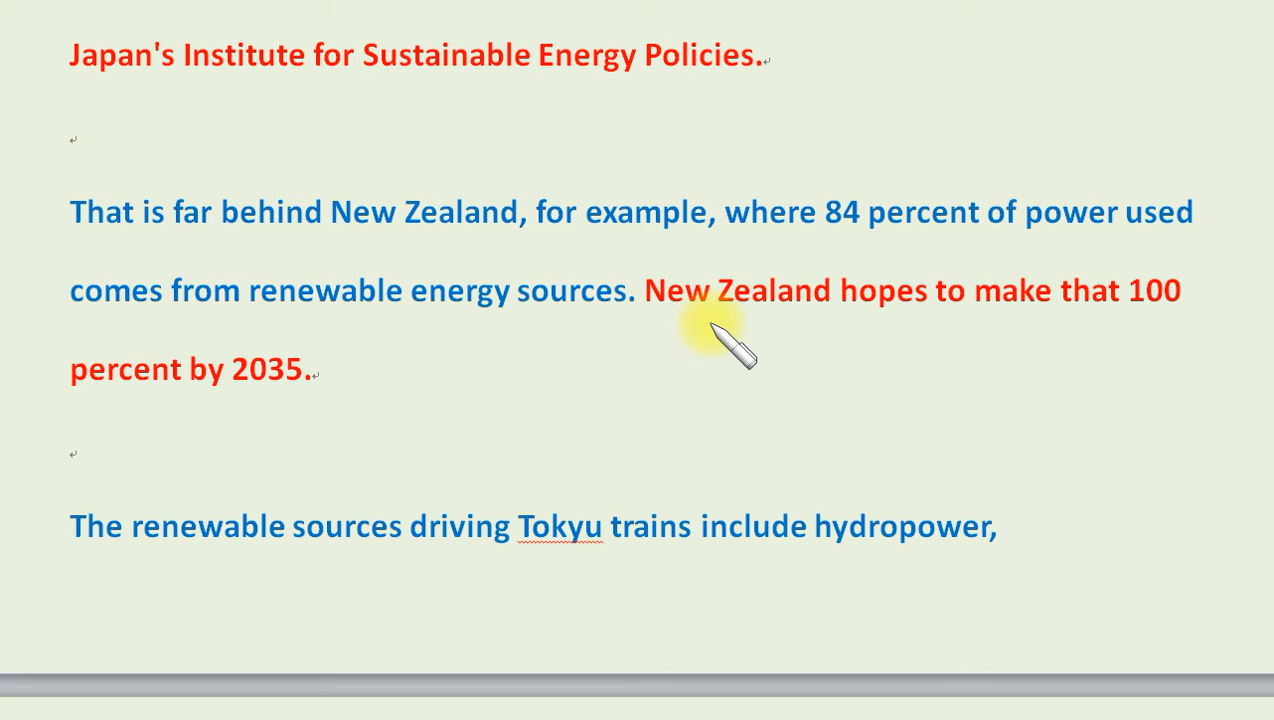 Japan's Institute for Sustainable Energy Policies.
That is far behind New Zealand, for example, where 84 percent of power used
comes from renewable energy sources. New Zealand hopes to make that 100
percent by 2035.
The renewable sources driving Tokyu trains include hydropower,